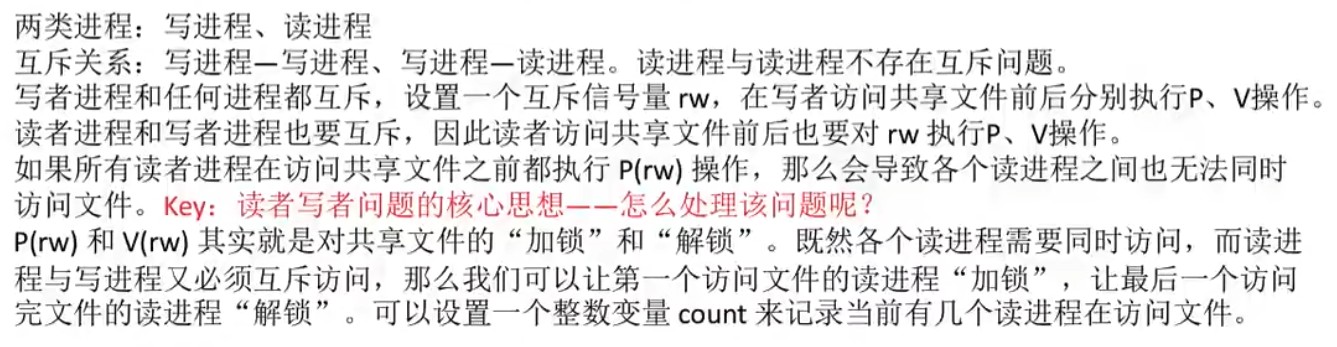 两类进程：写进程、读进程
互斥关系：写进程—写进程、写进程—读进程。读进程与读进程不存在互斥问题。
写者进程和任何进程都互斥，设置一个互斥信号量 rw，在写者访问共享文件前后分别执行P、V操作。
读者进程和写者进程也要互斥，因此读者访问共享文件前后也要对 rw 执行P、V操作。
如果所有读者进程在访问共享文件之前都执行 P(rw) 操作，那么会导致各个读进程之间也无法同时
访问文件。Key：读者写者问题的核心思想——怎么处理该问题呢？
P(rw) 和 V(rw) 其实就是对共享文件的“加锁”和“解锁”。既然各个读进程需要同时访问，而读进
程与写进程又必须互斥访问，那么我们可以让第一个访问文件的读进程“加锁”，让最后一个访问
完文件的读进程“解锁”。可以设置一个整数变量 count 来记录当前有几个读进程在访问文件。